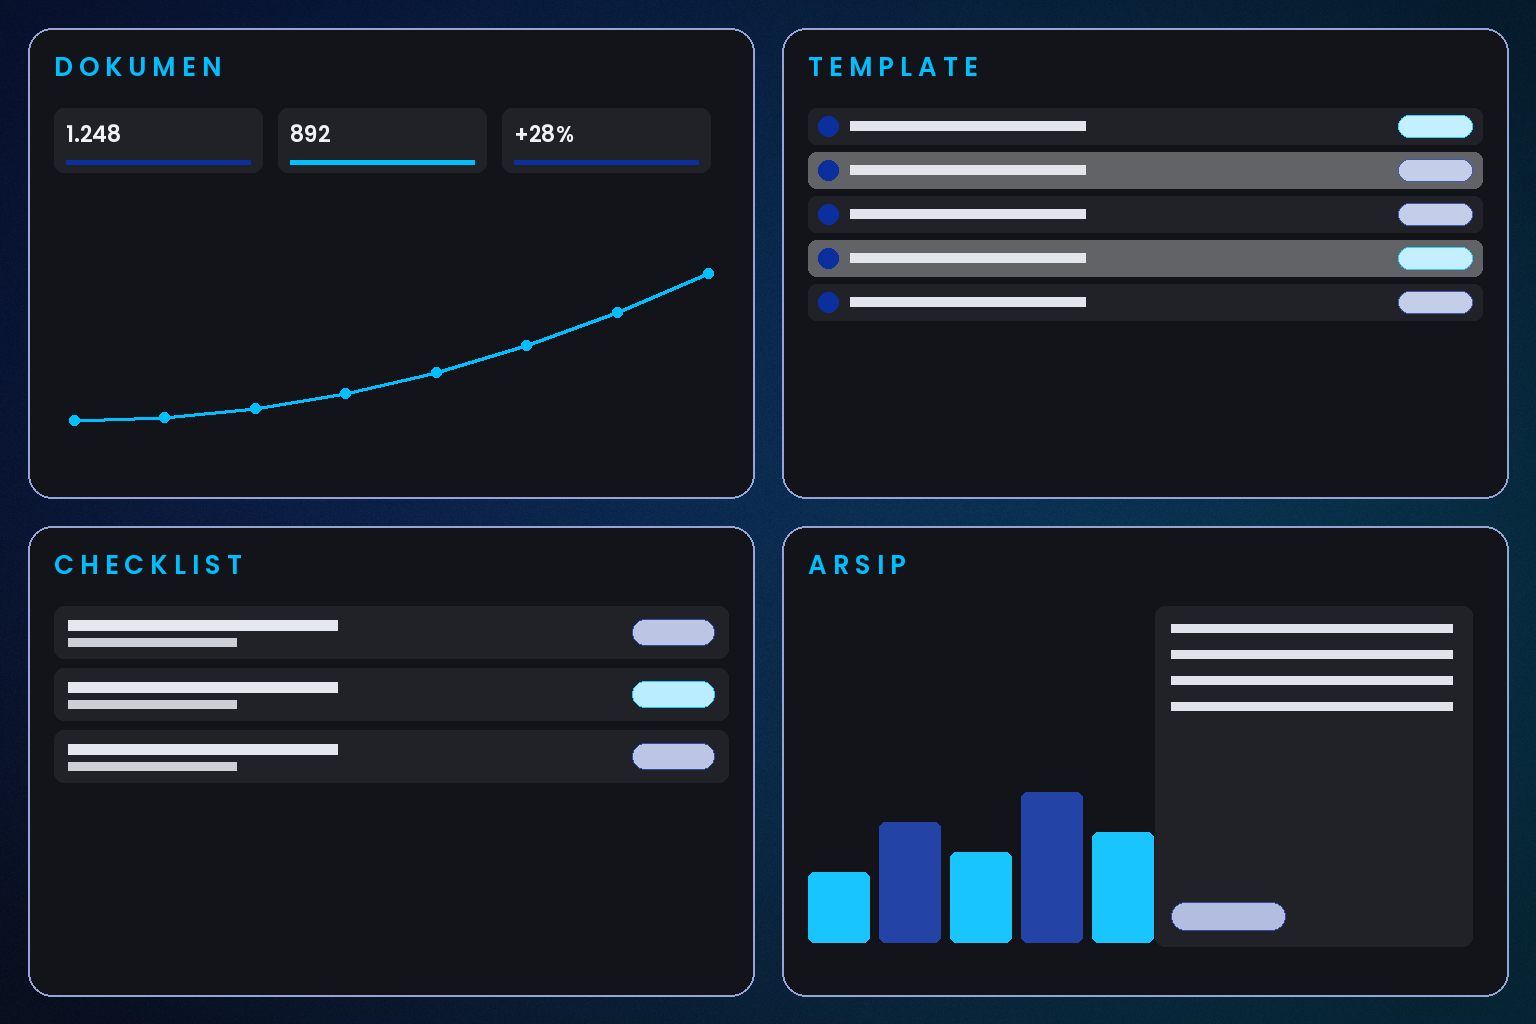 DOKUMEN
1.248
892
+28%
TEMPLATE
CHECKLIST
ARSIP